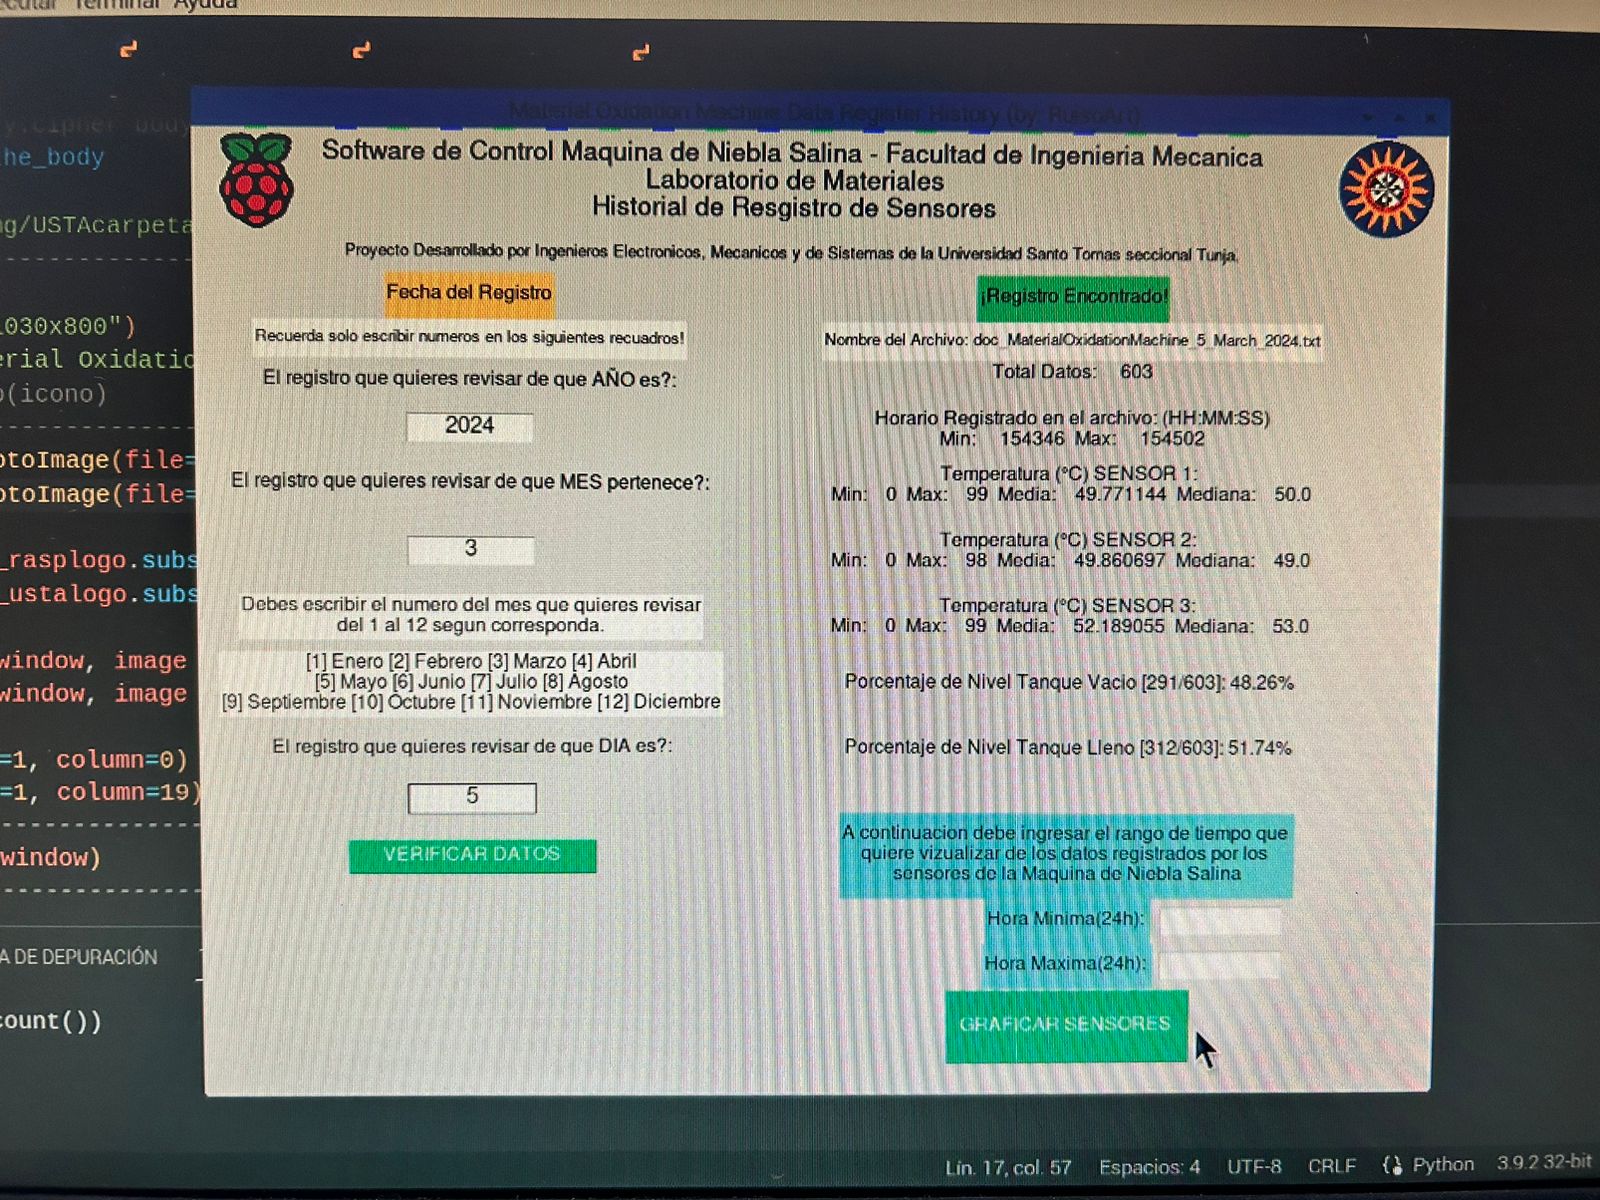 Terminal Ayuda
Material Oxidation Machine Data Register History (by: RussoArt)
Software de Control Maquina de Niebla Salina - Facultad de Ingenieria Mecanica
Laboratorio de Materiales
Historial de Resgistro de Sensores
Proyecto Desarrollado por Ingenieros Electronicos, Mecanicos y de Sistemas de la Universidad Santo Tomas seccional Tunja.
Fecha del Registro
Recuerda solo escribir numeros en los siguientes recuadros!
El registro que quieres revisar de que AÑO es?:
2024
El registro que quieres revisar de que MES pertenece?:
3
Debes escribir el numero del mes que quieres revisar
del 1 al 12 segun corresponda.
[1] Enero [2] Febrero [3] Marzo [4] Abril
[5] Mayo [6] Junio [7] Julio [8] Agosto
[9] Septiembre [10] Octubre [11] Noviembre [12] Diciembre
El registro que quieres revisar de que DIA es?:
5
VERIFICAR DATOS
¡Registro Encontrado!
Nombre del Archivo: doc_MaterialOxidationMachine_5_March_2024.txt
Total Datos: 603
Horario Registrado en el archivo: (HH:MM:SS)
Min: 154346 Max: 154502
Temperatura (°C) SENSOR 1:
Min: 0 Max: 99 Media: 49.771144 Mediana: 50.0
Temperatura (°C) SENSOR 2:
Min: 0 Max: 98 Media: 49.860697 Mediana: 49.0
Temperatura (°C) SENSOR 3:
Min: 0 Max: 99 Media: 52.189055 Mediana: 53.0
Porcentaje de Nivel Tanque Vacio [291/603]: 48.26%
Porcentaje de Nivel Tanque Lleno [312/603]: 51.74%
A continuacion debe ingresar el rango de tiempo que
quiere vizualizar de los datos registrados por los
sensores de la Maquina de Niebla Salina
Hora Minima(24h):
Hora Maxima(24h):
GRAFICAR SENSORES
y.cipher_body
he_body
ng/USTAcarpeta
1030x800")
erial Oxidatio
o(icono)
otoImage(file=
otoImage(file=
_rasplogo.subs
_ustalogo.subs
window, image
window, image
=1, column=0)
=1, column=19)
window)
A DE DEPURACIÓN
count())
Lín. 17, col. 57 Espacios: 4 UTF-8 CRLF Python 3.9.2 32-bit